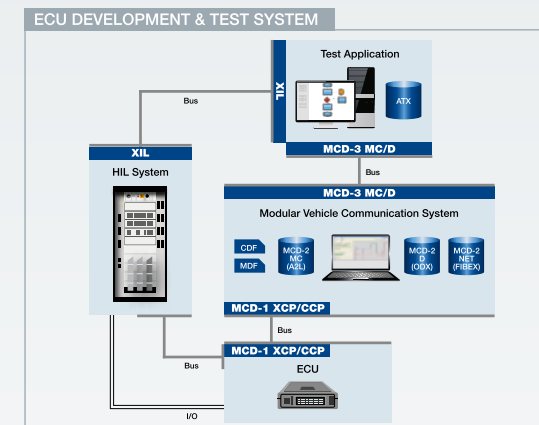 ECU DEVELOPMENT & TEST SYSTEM
Test Application
XIL
ATX
MCD-3 MC/D
Bus
XIL
HIL System
Bus
MCD-3 MC/D
Modular Vehicle Communication System
CDF
MDF
MCD-2
MC
(A2L)
MCD-2
D
(ODX)
MCD-2
NET
(FIBEX)
MCD-1 XCP/CCP
Bus
MCD-1 XCP/CCP
Bus
ECU
I/O